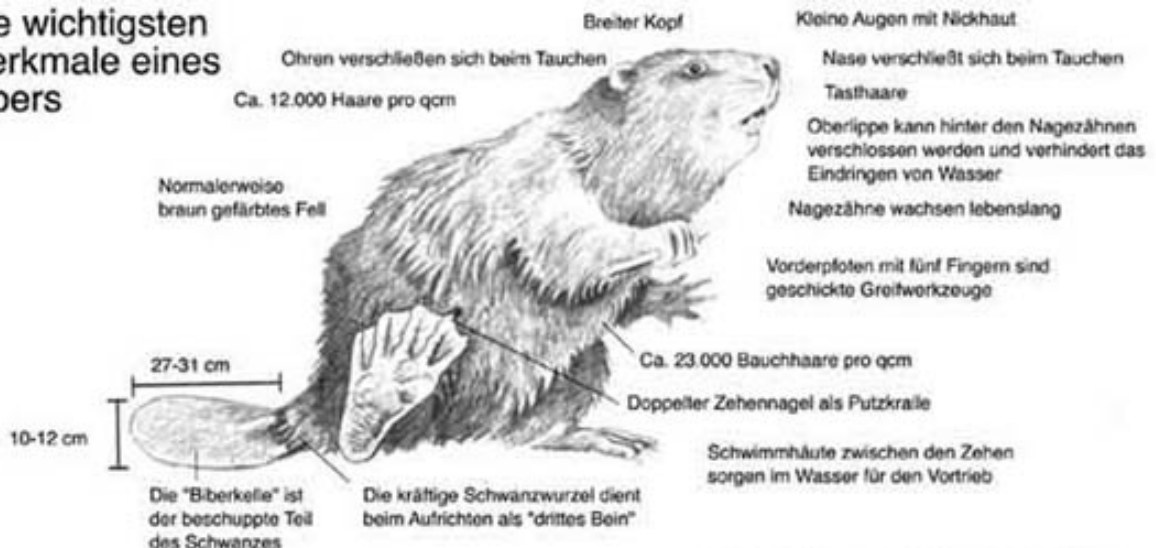 e wichtigsten
erkmale eines
bers
Breiter Kopf
Kleine Augen mit Nickhaut
Ohren verschließen sich beim Tauchen
Nase verschließt sich beim Tauchen
Ca. 12.000 Haare pro qcm
Tasthaare
Oberlippe kann hinter den Nagezähnen
verschlossen werden und verhindert das
Eindringen von Wasser
Normalerweise
braun gefärbtes Fell
Nagezähne wachsen lebenslang
Vorderpfoten mit fünf Fingern sind
geschickte Greifwerkzeuge
27-31 cm
Ca. 23.000 Bauchhaare pro qcm
Doppelter Zehennagel als Putzkralle
10-12 cm
Schwimmhäute zwischen den Zehen
sorgen im Wasser für den Vortrieb
Die "Biberkelle" ist
der beschuppte Teil
des Schwanzes
Die kräftige Schwanzwurzel dient
beim Aufrichten als "drittes Bein"